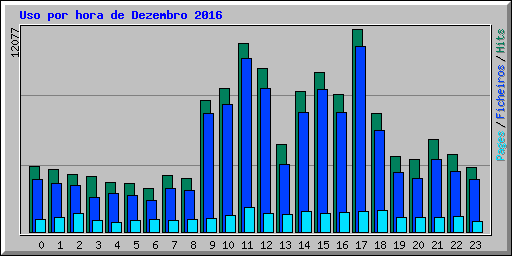 Uso por hora de Dezembro 2016
12077
Pages / Ficheiros / Hits
0 1 2 3 4 5 6 7 8 9 10 11 12 13 14 15 16 17 18 19 20 21 22 23